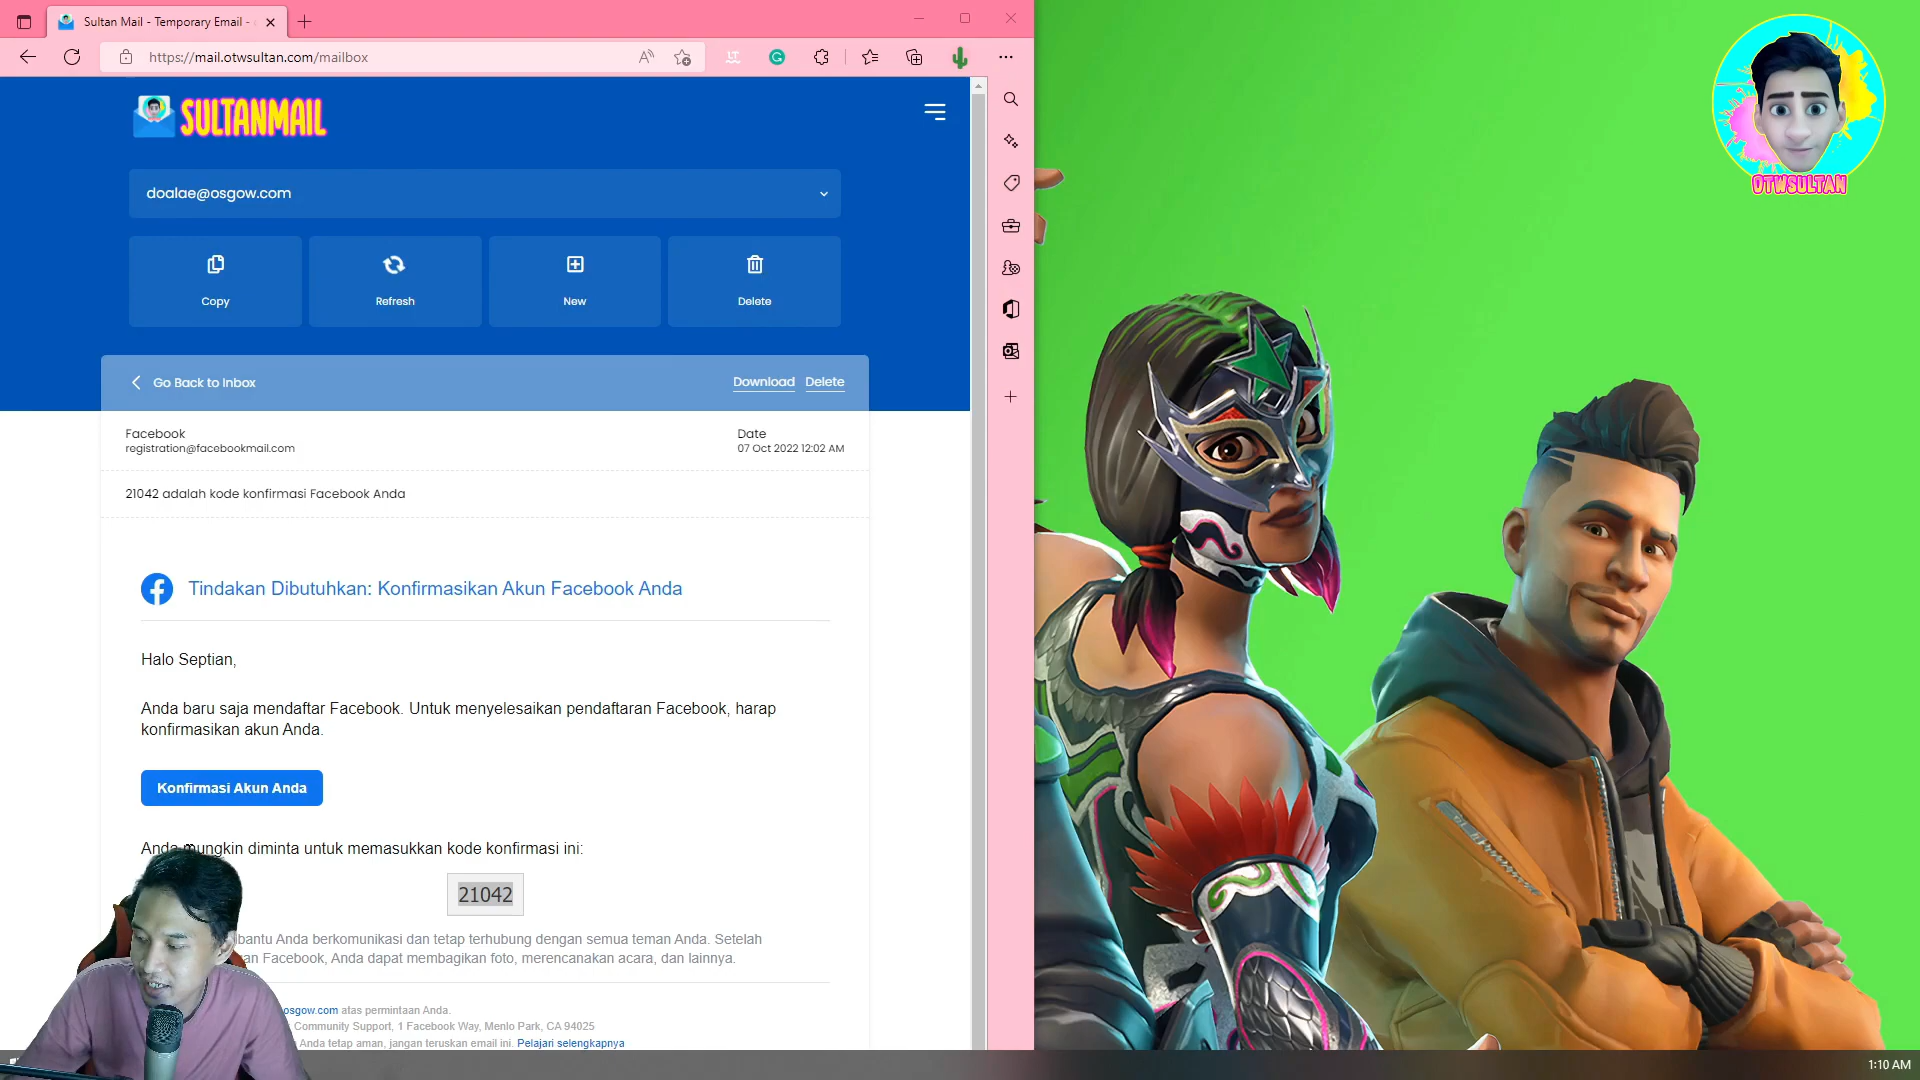 Sultan Mail - Temporary Email -
https://mail.otwsultan.com/mailbox
SULTANMAIL
doalae@osgow.com
Copy
Refresh
New
Delete
Go Back to Inbox
Download
Delete
Facebook
registration@facebookmail.com
Date
07 Oct 2022 12:02 AM
21042 adalah kode konfirmasi Facebook Anda
Tindakan Dibutuhkan: Konfirmasikan Akun Facebook Anda
Halo Septian,
Anda baru saja mendaftar Facebook. Untuk menyelesaikan pendaftaran Facebook, harap
konfirmasikan akun Anda.
Konfirmasi Akun Anda
Anda mungkin diminta untuk memasukkan kode konfirmasi ini:
21042
bantu Anda berkomunikasi dan tetap terhubung dengan semua teman Anda. Setelah
an Facebook, Anda dapat membagikan foto, merencanakan acara, dan lainnya.
osgow.com atas permintaan Anda.
Community Support, 1 Facebook Way, Menlo Park, CA 94025
Anda tetap aman, jangan teruskan email ini. Pelajari selengkapnya
OTWSULTAN
1:10 AM